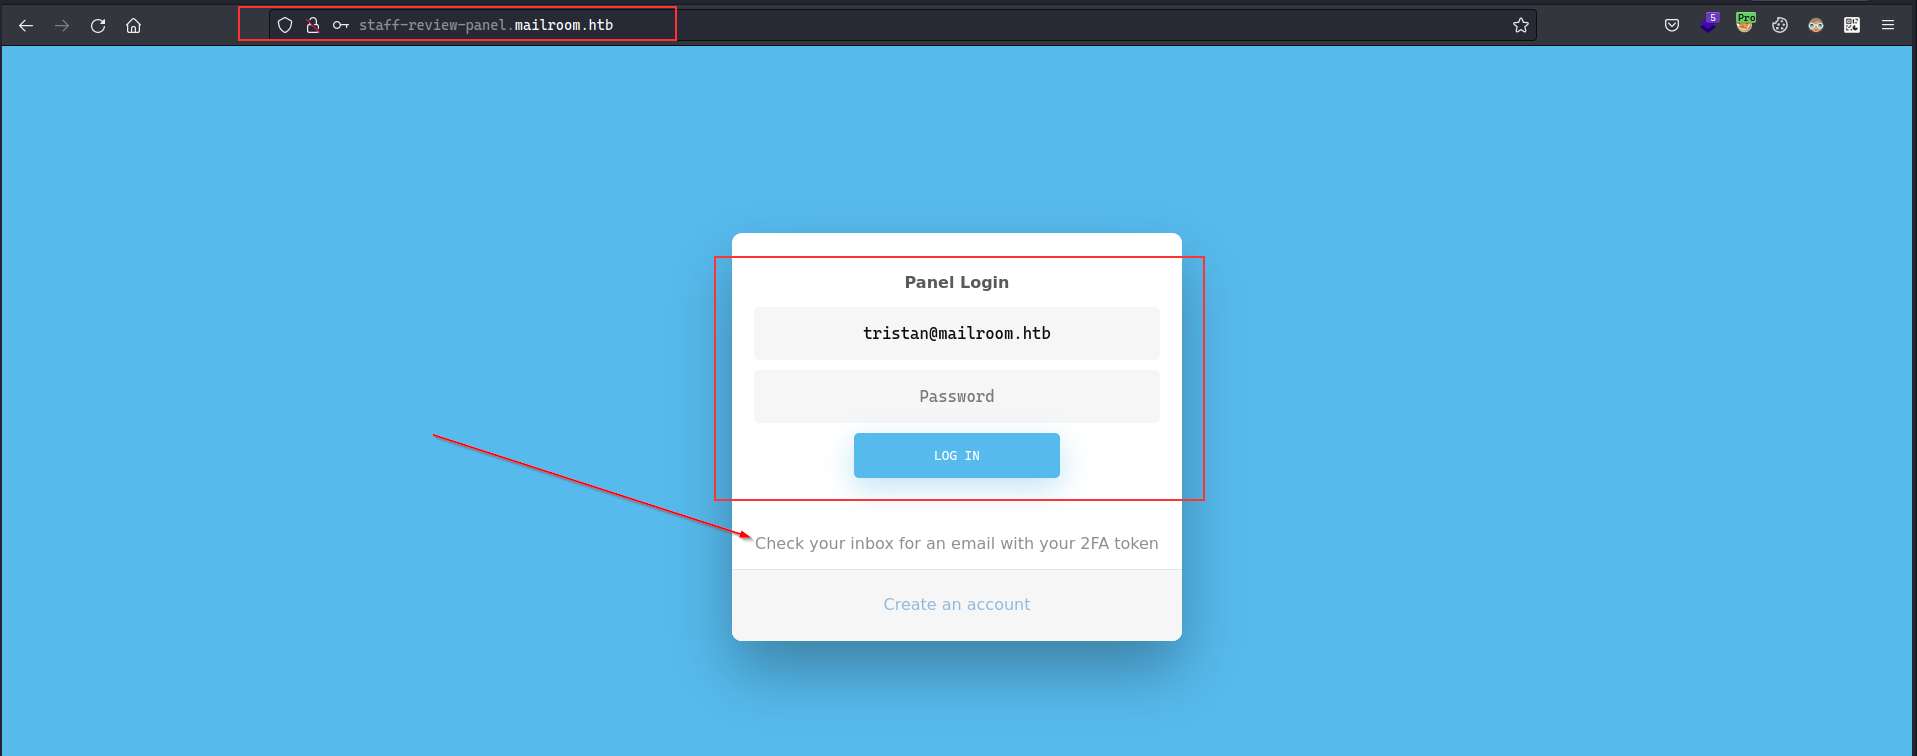 staff-review-panel.mailroom.htb
5
Pro
Panel Login
tristan@mailroom.htb
Password
LOG IN
Check your inbox for an email with your 2FA token
Create an account